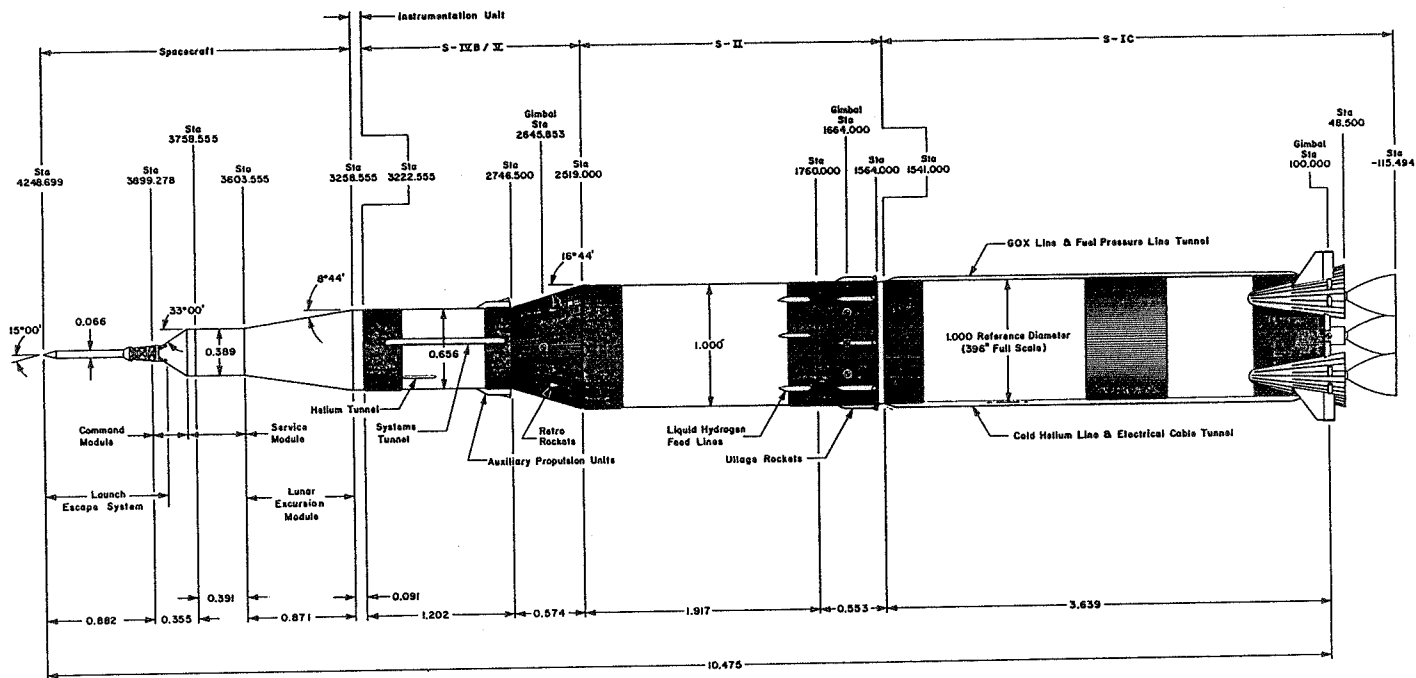 Instrumentation Unit
Spacecraft
S-IVB / V
S-II
S-IC
Sta
4248.699
Sta
3899.278
Sta
3758.555
Sta
3603.555
Sta
3258.555
Sta
3222.555
Sta
2746.500
Gimbal
Sta
2645.853
Sta
2519.000
Sta
1760.000
Gimbal
Sta
1664.000
Sta
1564.000
Sta
1541.000
Gimbal
Sta
100.000
Sta
48.500
Sta
-115.494
GOX Line & Fuel Pressure Line Tunnel
15°00'
0.066
33°00'
0.389
8°44'
0.656
16°44'
1.000
1.000 Reference Diameter
(396" Full Scale)
Helium Tunnel
Systems
Tunnel
Auxiliary Propulsion Units
Retro
Rockets
Liquid Hydrogen
Feed Lines
Ullage Rockets
Cold Helium Line & Electrical Cable Tunnel
Command
Module
Service
Module
Launch
Escape System
Lunar
Excursion
Module
0.882
0.355
0.391
0.871
0.091
1.202
0.574
1.917
0.553
3.639
10.475